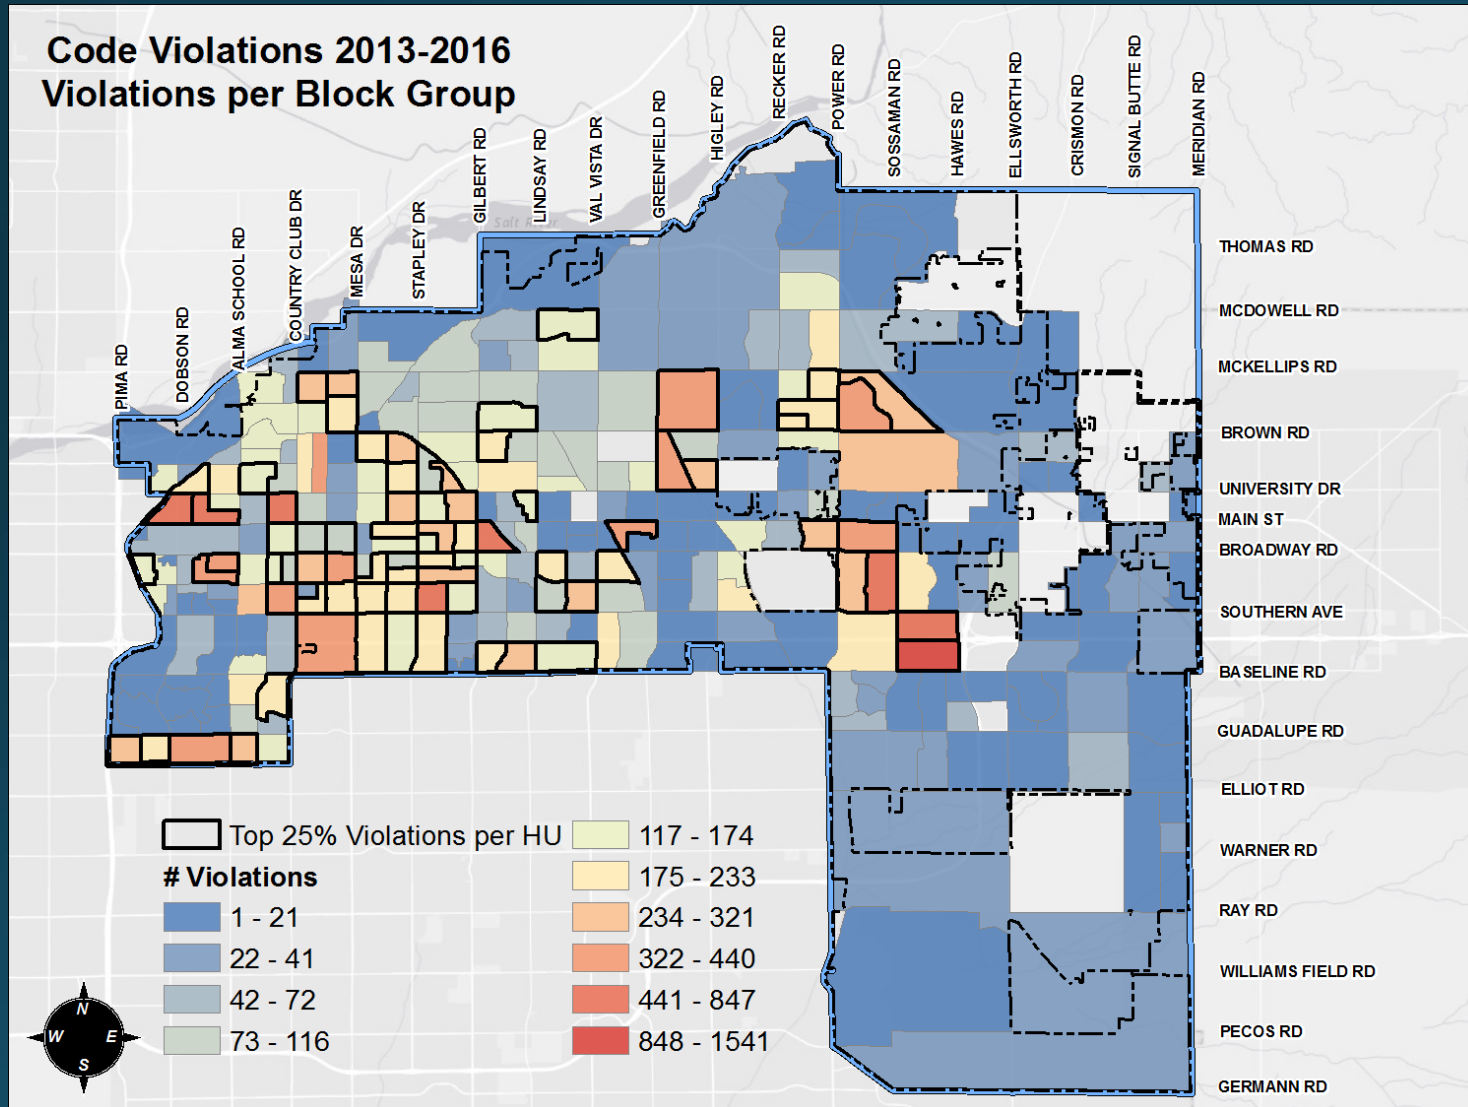 Code Violations 2013-2016
Violations per Block Group
PIMA RD
DOBSON RD
ALMA SCHOOL RD
COUNTRY CLUB DR
MESA DR
STAPLEY DR
GILBERT RD
LINDSAY RD
VAL VISTA DR
GREENFIELD RD
HIGLEY RD
RECKER RD
POWER RD
SOSSAMAN RD
HAWES RD
ELLSWORTH RD
CRISMON RD
SIGNAL BUTTE RD
MERIDIAN RD
Salt River
THOMAS RD
MCDOWELL RD
MCKELLIPS RD
BROWN RD
UNIVERSITY DR
MAIN ST
BROADWAY RD
SOUTHERN AVE
BASELINE RD
GUADALUPE RD
ELLIOT RD
WARNER RD
RAY RD
WILLIAMS FIELD RD
PECOS RD
GERMANN RD
Top 25% Violations per HU
# Violations
1 - 21
22 - 41
42 - 72
73 - 116
117 - 174
175 - 233
234 - 321
322 - 440
441 - 847
848 - 1541
N
W E
S